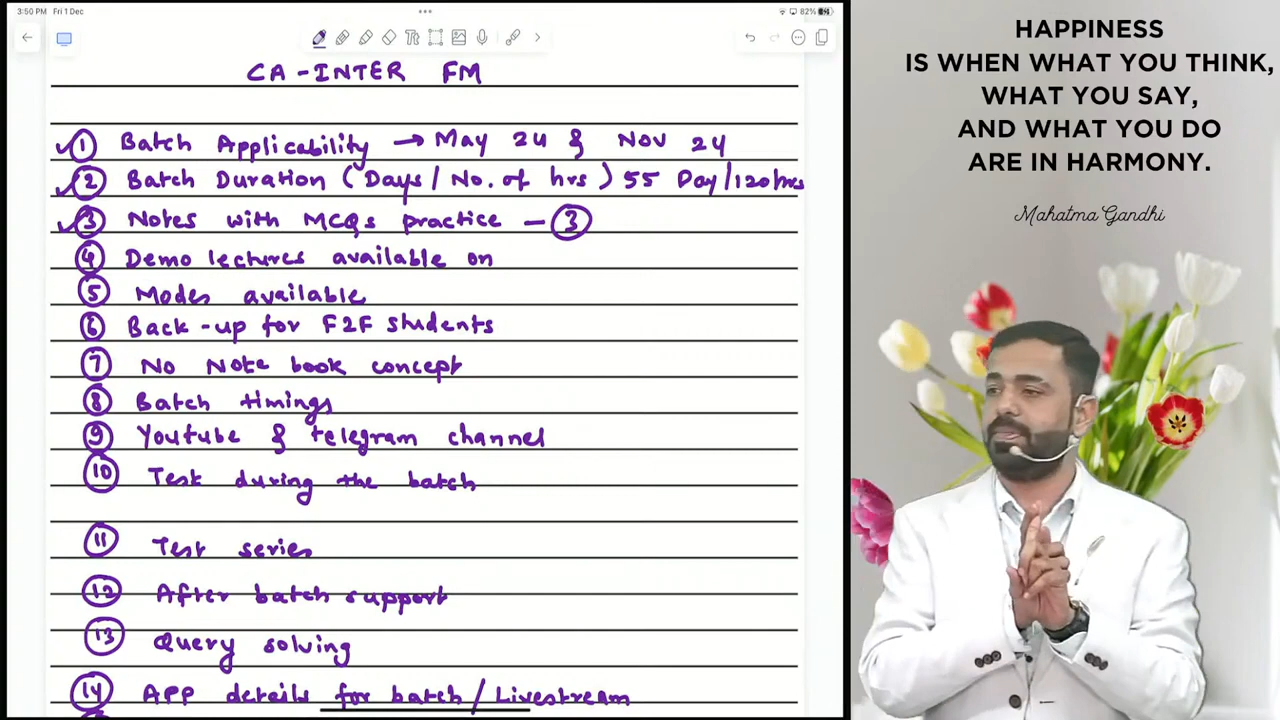 3:50 PM Fri 1 Dec
82%
CA-INTER FM
1 Batch Applicability → May 24 & Nov 24
2 Batch Duration (Days / No. of hrs) 55 Day/120hrs
3 Notes with MCQs practice – 3
4 Demo lectures available on
5 Modes available
6 Back-up for F2F students
7 No Note book concept
8 Batch timings
9 Youtube & telegram channel
10 Test during the batch
11 Test series
12 After batch support
13 Query solving
14 APP details for batch / Livestream
HAPPINESS
IS WHEN WHAT YOU THINK,
WHAT YOU SAY,
AND WHAT YOU DO
ARE IN HARMONY.
Mahatma Gandhi